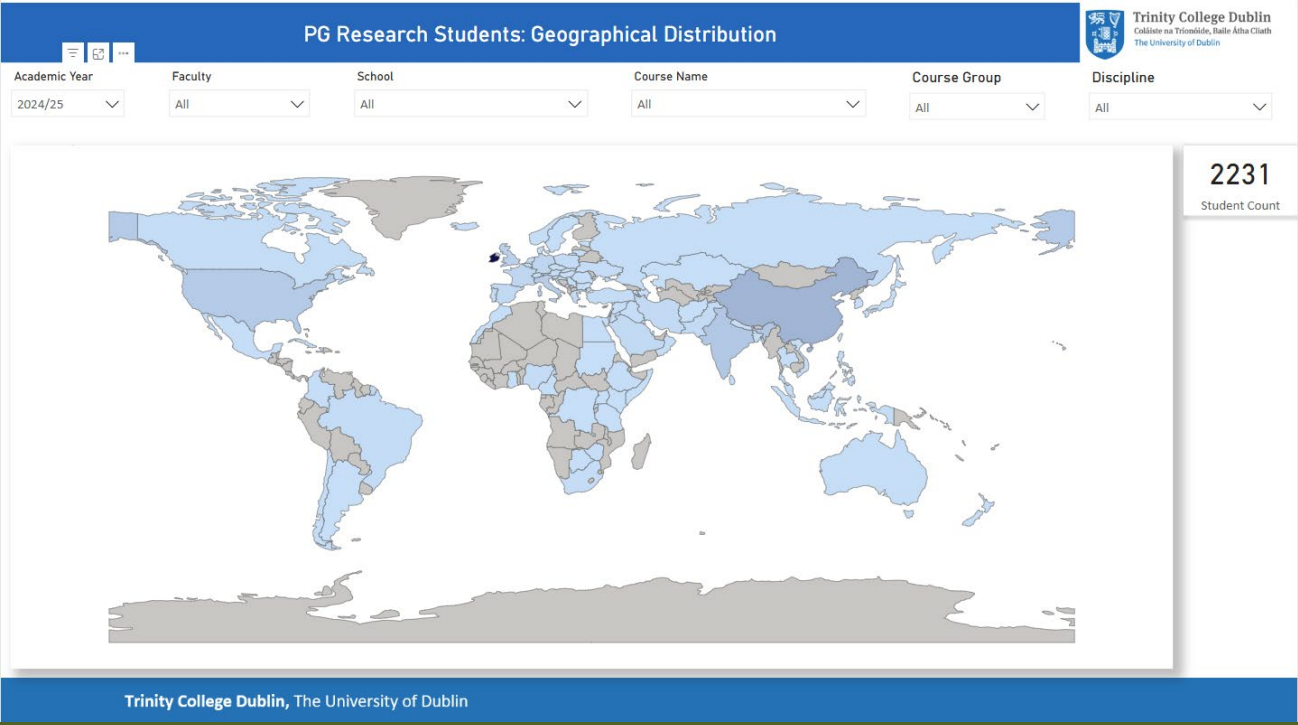 PG Research Students: Geographical Distribution
Trinity College Dublin
Coláiste na Tríonóide, Baile Átha Cliath
The University of Dublin
Academic Year
Faculty
School
Course Name
Course Group
Discipline
2024/25
All
All
All
All
All
2231
Student Count
Trinity College Dublin, The University of Dublin